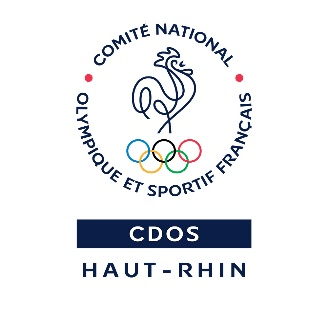 COMITÉ NATIONAL
OLYMPIQUE ET SPORTIF FRANÇAIS
CDOS
HAUT-RHIN